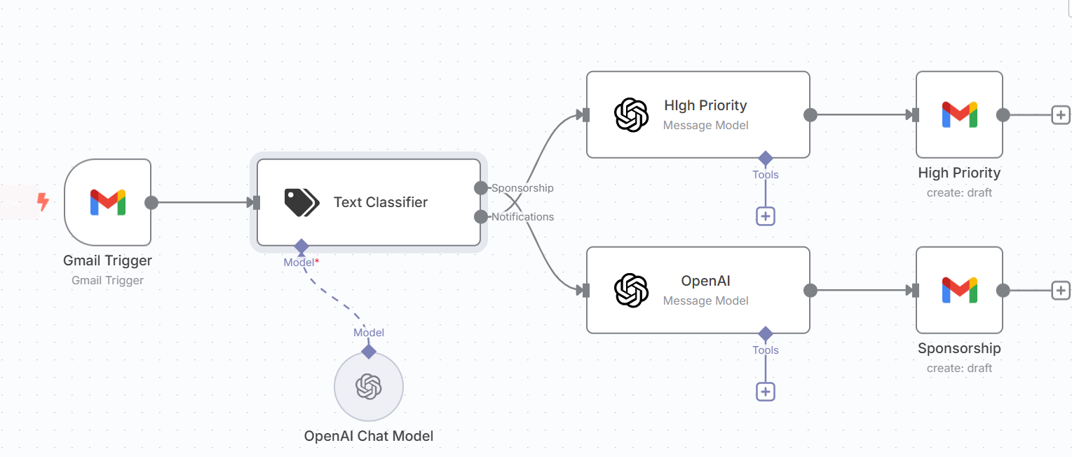 HIgh Priority
Message Model
Tools
High Priority
create: draft
Sponsorship
Text Classifier
Notifications
Gmail Trigger
Gmail Trigger
Model*
OpenAI
Message Model
Tools
Sponsorship
create: draft
Model
OpenAI Chat Model